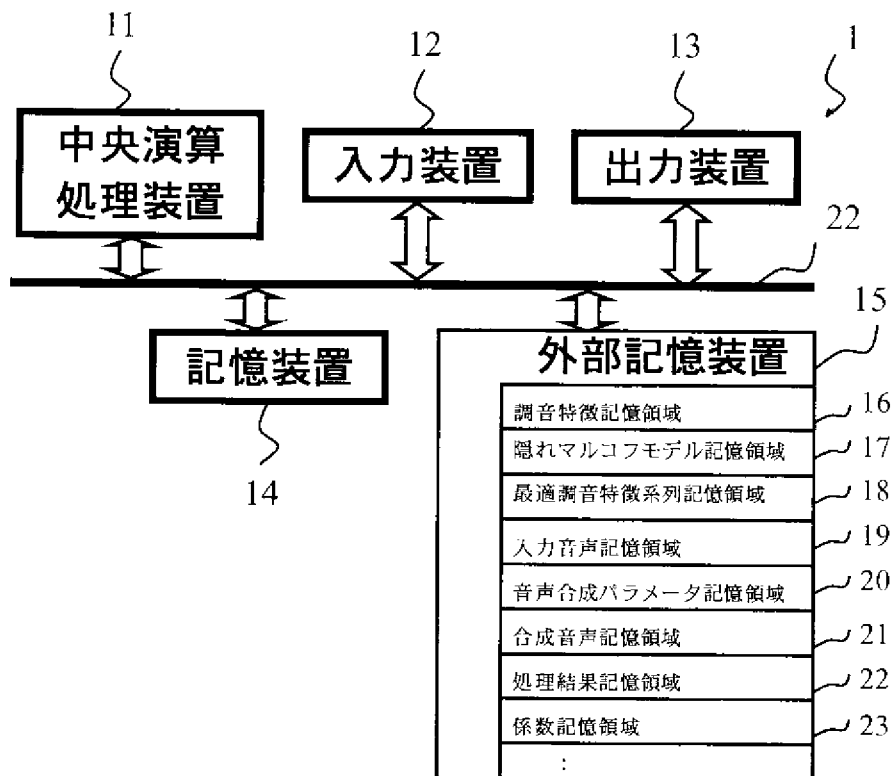 11
12
13
1
中央演算
処理装置
入力装置
出力装置
22
15
記憶装置
14
外部記憶装置
調音特徴記憶領域
16
隠れマルコフモデル記憶領域
17
最適調音特徴系列記憶領域
18
入力音声記憶領域
19
音声合成パラメータ記憶領域
20
合成音声記憶領域
21
処理結果記憶領域
22
係数記憶領域
23
: